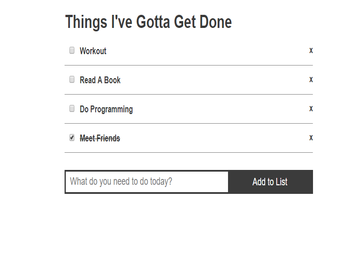 Things I've Gotta Get Done
Workout x
Read A Book x
Do Programming x
Meet Friends x
What do you need to do today? Add to List